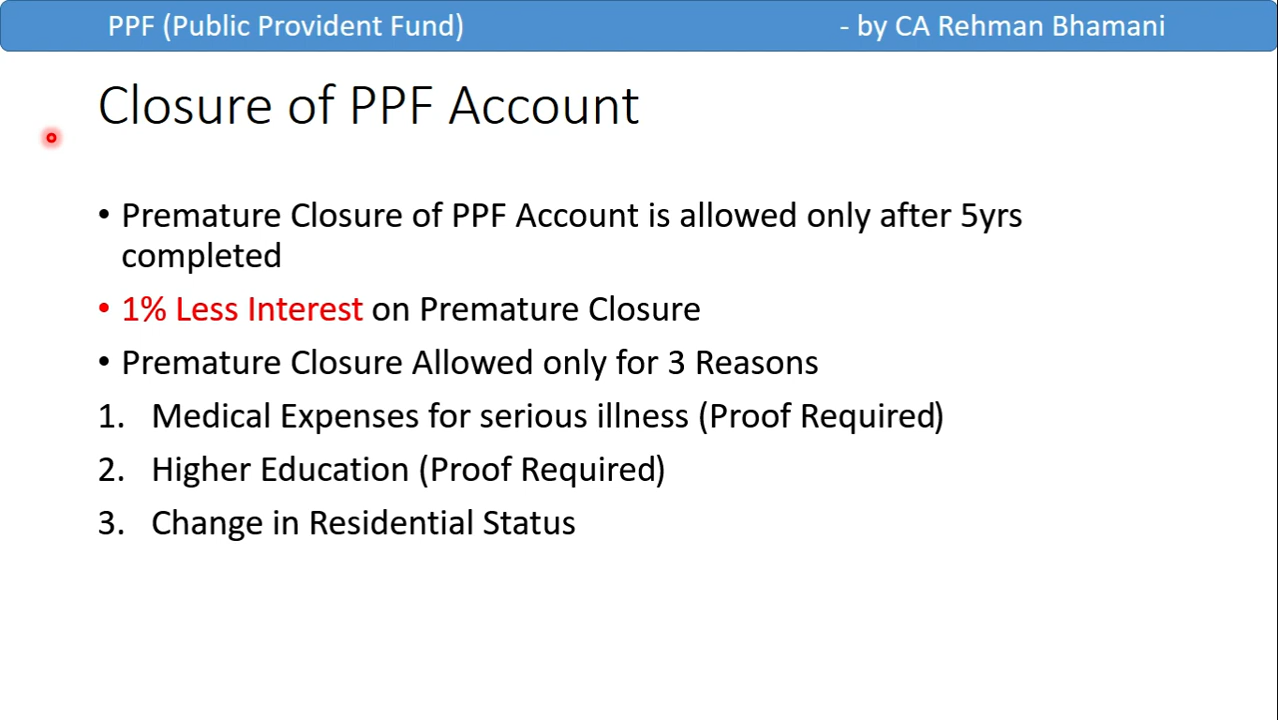 PPF (Public Provident Fund) - by CA Rehman Bhamani
Closure of PPF Account
• Premature Closure of PPF Account is allowed only after 5yrs
completed
• 1% Less Interest on Premature Closure
• Premature Closure Allowed only for 3 Reasons
1. Medical Expenses for serious illness (Proof Required)
2. Higher Education (Proof Required)
3. Change in Residential Status